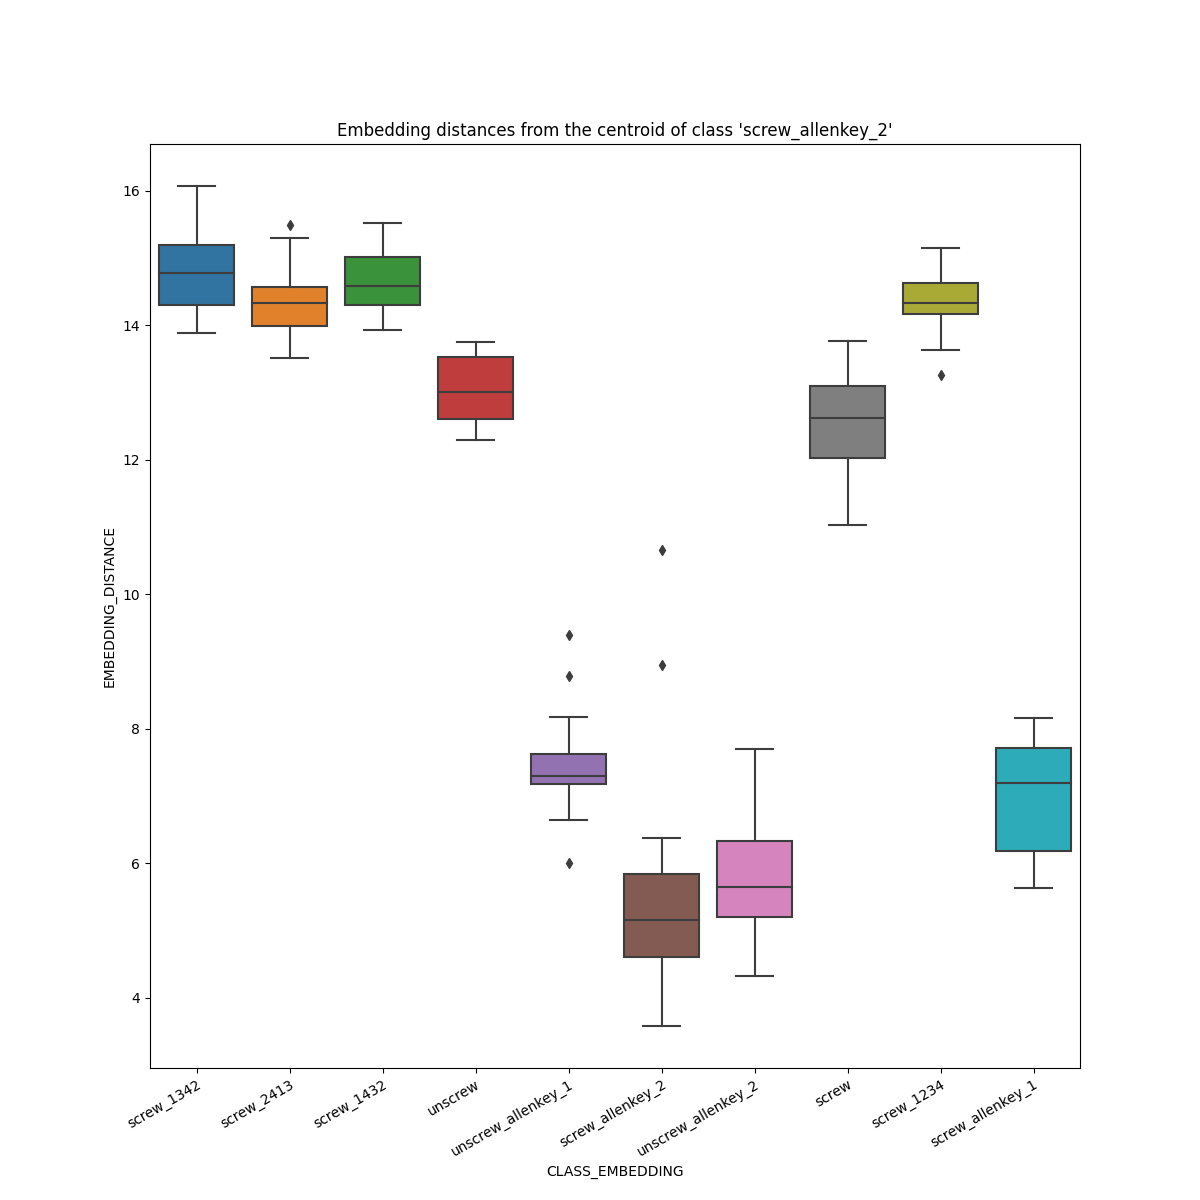 Embedding distances from the centroid of class 'screw_allenkey_2'
16
14
12
10
8
6
4
EMBEDDING_DISTANCE
screw_1342
screw_2413
screw_1432
unscrew
unscrew_allenkey_1
screw_allenkey_2
unscrew_allenkey_2
screw
screw_1234
screw_allenkey_1
CLASS_EMBEDDING